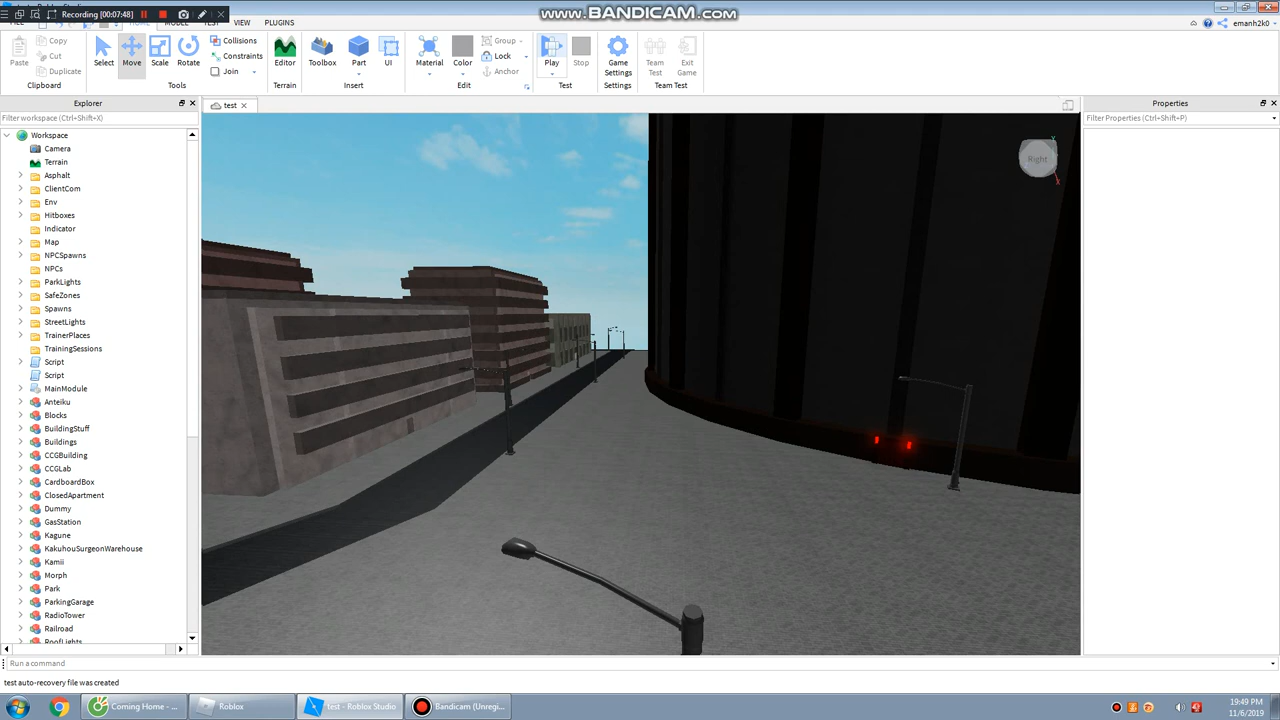 Recording [00:07:48]
www.BANDICAM.com
VIEW PLUGINS
emanh2k0
Paste
Copy
Cut
Duplicate
Clipboard
Select Move Scale Rotate
Collisions
Constraints
Join
Tools
Editor
Terrain
Toolbox Part UI
Insert
Material Color
Group
Lock
Anchor
Edit
Play Stop
Test
Game
Settings
Settings
Team
Test
Exit
Game
Team Test
Explorer
test
Properties
Filter workspace (Ctrl+Shift+X)
Filter Properties (Ctrl+Shift+P)
Workspace
Camera
Terrain
Asphalt
ClientCom
Env
Hitboxes
Indicator
Map
NPCSpawns
NPCs
ParkLights
SafeZones
Spawns
StreetLights
TrainerPlaces
TrainingSessions
Script
Script
MainModule
Anteiku
Blocks
BuildingStuff
Buildings
CCGBuilding
CCGLab
CardboardBox
ClosedApartment
Dummy
GasStation
Kagune
KakuhouSurgeonWarehouse
Kamii
Morph
Park
ParkingGarage
RadioTower
Railroad
RoofLights
Right
Y
X
Run a command
test auto-recovery file was created
Coming Home - ...
Roblox
test - Roblox Studio
Bandicam (Unregi...
19:49 PM
11/6/2019